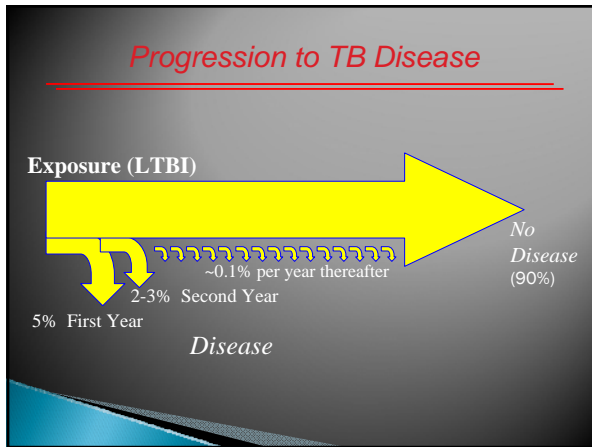 Progression to TB Disease
Exposure (LTBI)
No
Disease
(90%)
~0.1% per year thereafter
2-3% Second Year
5% First Year
Disease